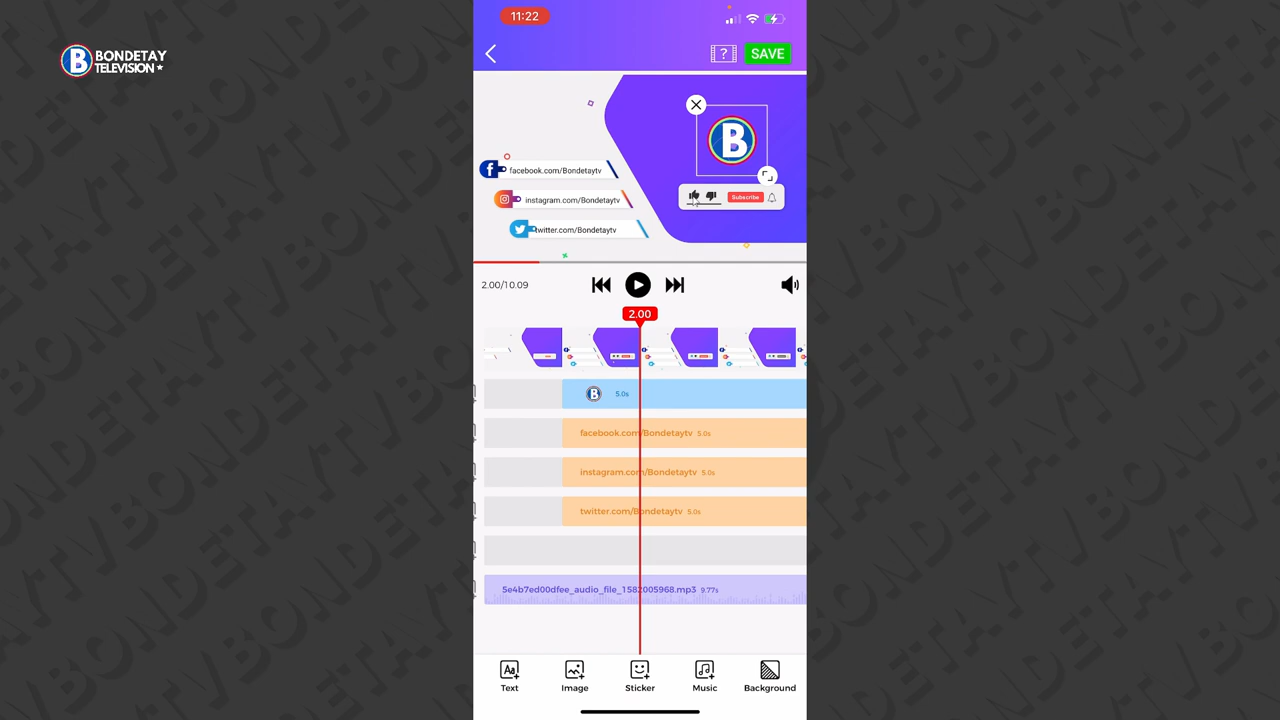 11:22
B BONDETAY
TELEVISION
?
SAVE
B
facebook.com/Bondetaytv
instagram.com/Bondetaytv
twitter.com/Bondetaytv
Subscribe
2.00/10.09
2.00
B 5.0s
facebook.com/Bondetaytv 5.0s
instagram.com/Bondetaytv 5.0s
twitter.com/Bondetaytv 5.0s
5e4b7ed00dfee_audio_file_1582005968.mp3 9.77s
Aa
Text
Image
Sticker
Music
Background